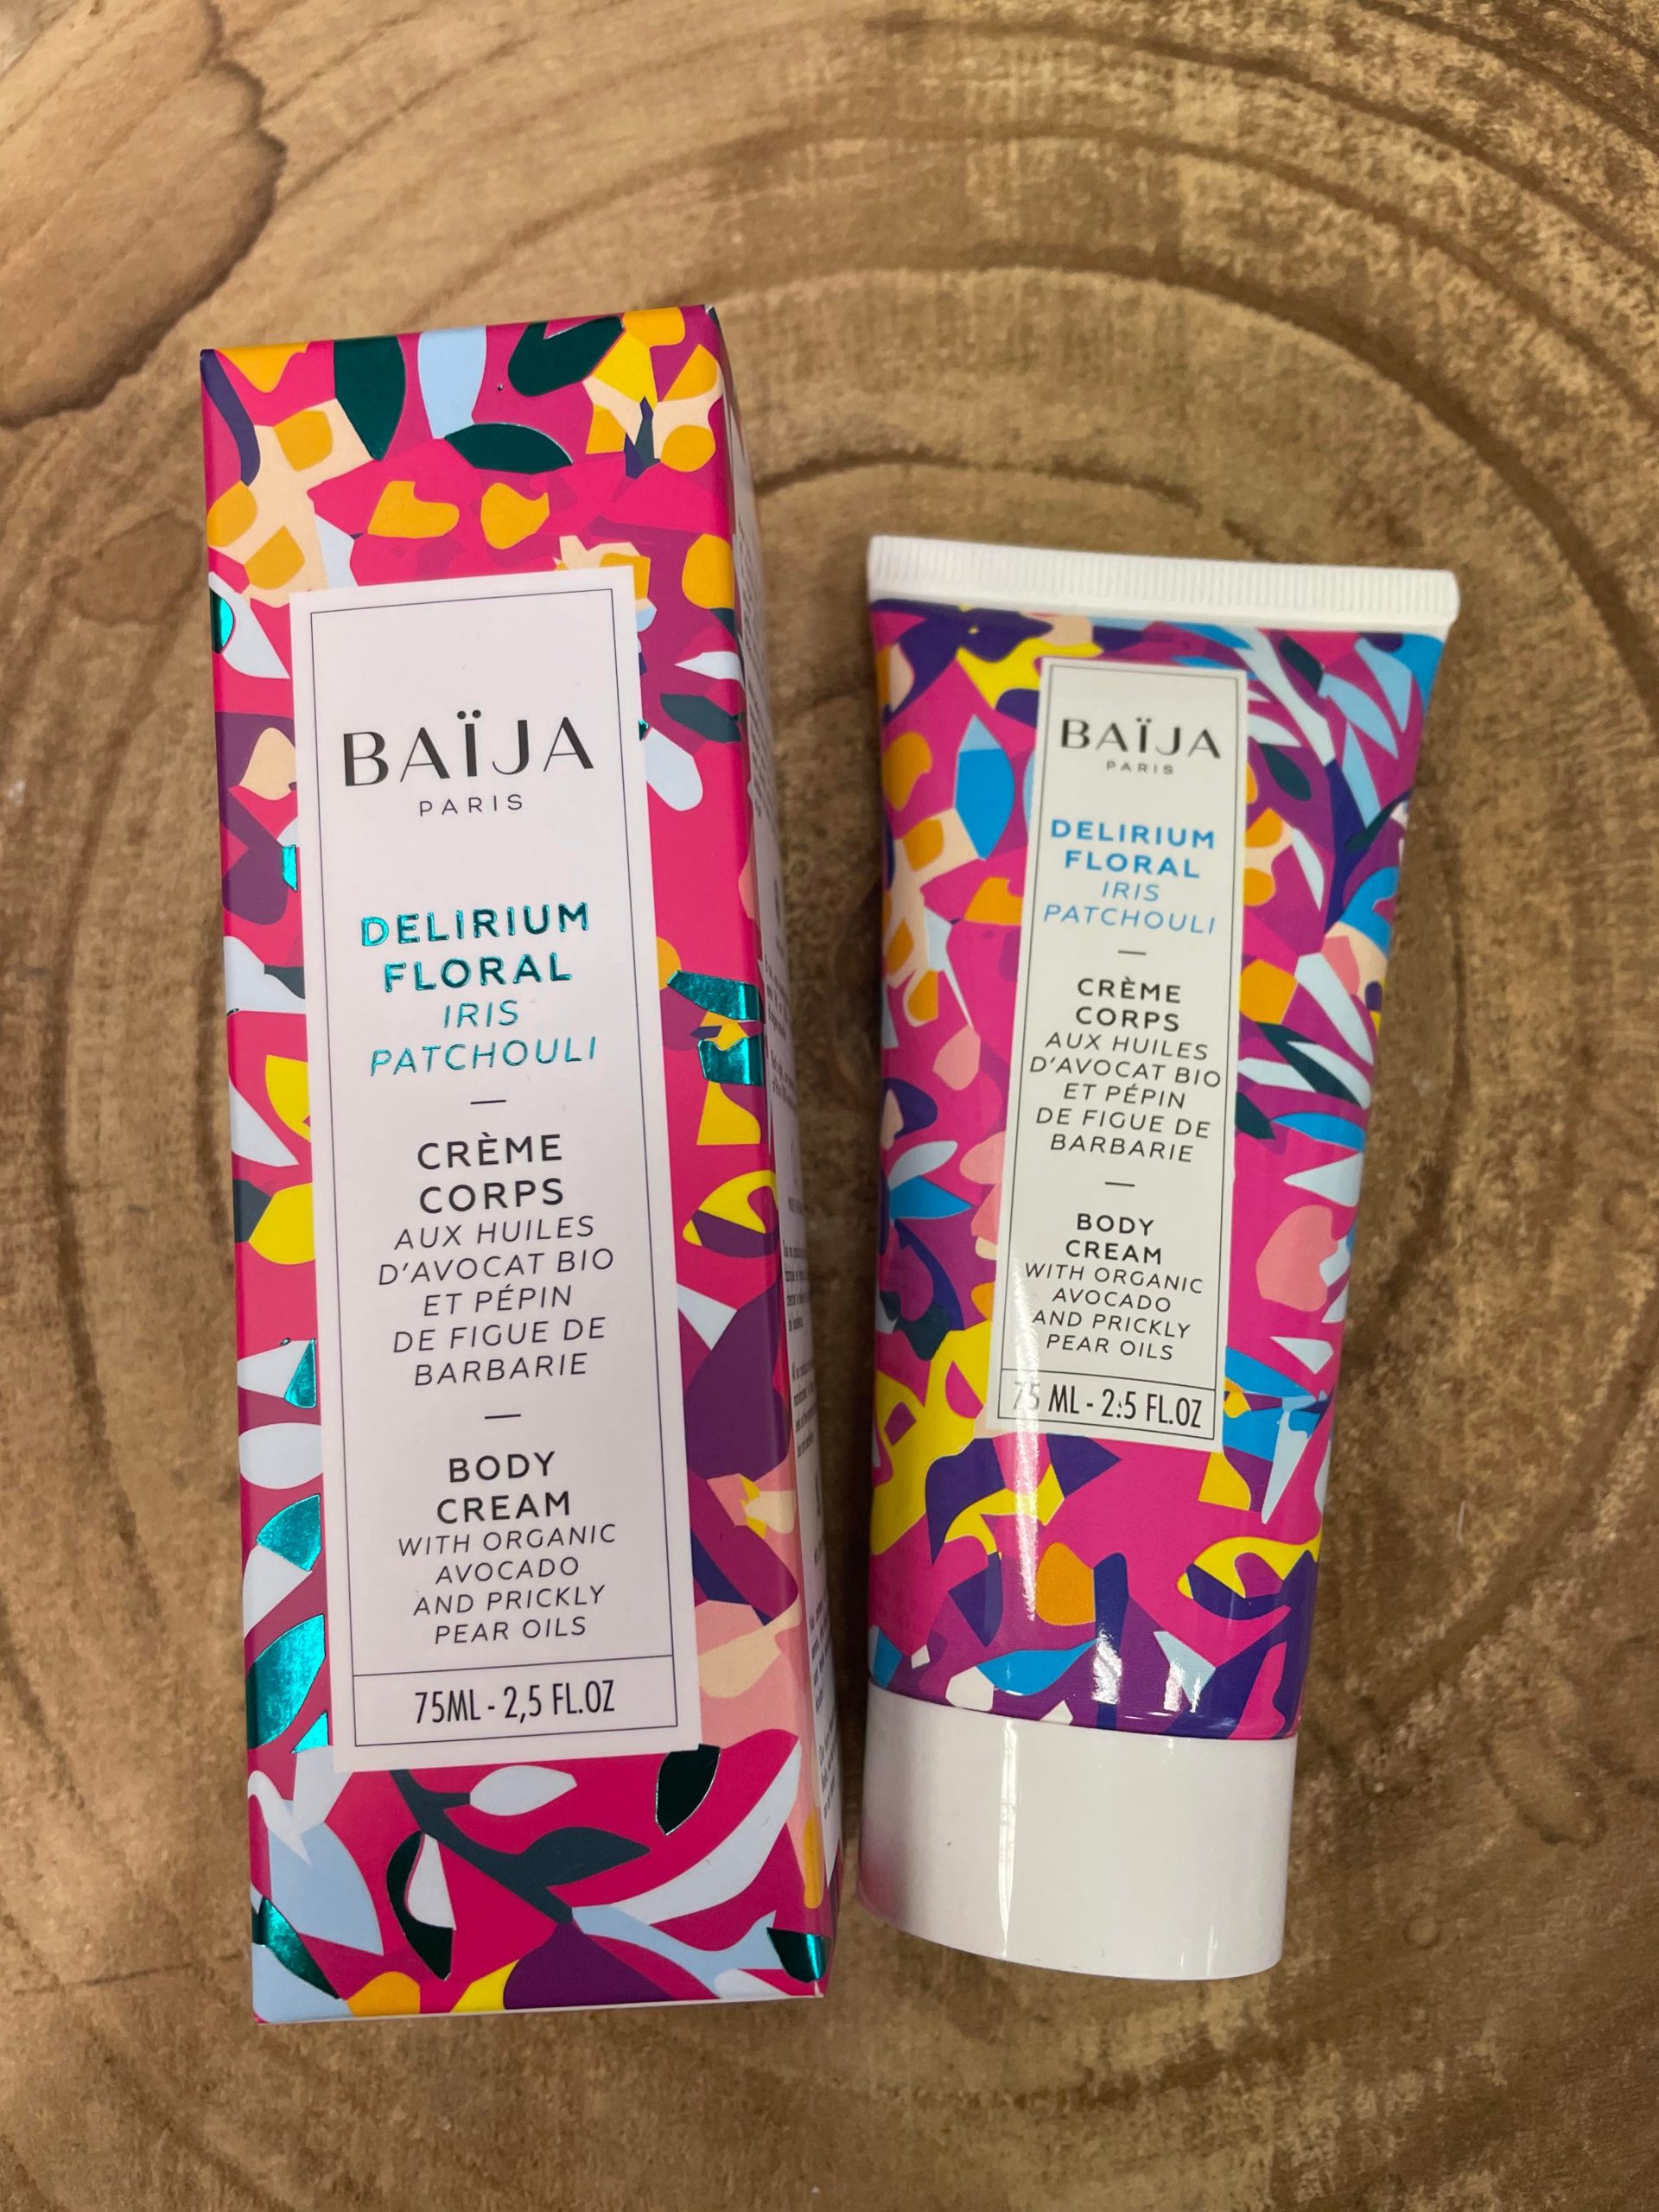 BAÏJA
PARIS
DELIRIUM
FLORAL
IRIS
PATCHOULI
—
CRÈME
CORPS
AUX HUILES
D'AVOCAT BIO
ET PÉPIN
DE FIGUE DE
BARBARIE
—
BODY
CREAM
WITH ORGANIC
AVOCADO
AND PRICKLY
PEAR OILS
75ML - 2,5 FL.OZ
BAÏJA
PARIS
DELIRIUM
FLORAL
IRIS
PATCHOULI
—
CRÈME
CORPS
AUX HUILES
D'AVOCAT BIO
ET PÉPIN
DE FIGUE DE
BARBARIE
—
BODY
CREAM
WITH ORGANIC
AVOCADO
AND PRICKLY
PEAR OILS
75 ML - 2.5 FL.OZ